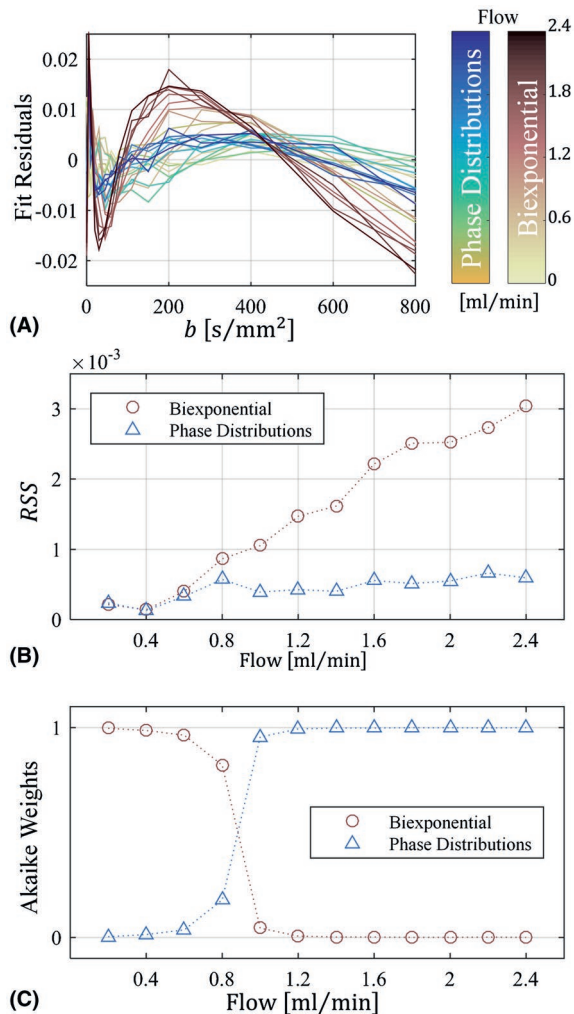 Flow
0.02
0.01
0
-0.01
-0.02
Fit Residuals
0
200
400
600
800
b [s/mm²]
Phase Distributions
Biexponential
2.4
1.8
1.2
0.6
0
[ml/min]
(A)
×10⁻³
3
2
1
0
RSS
Biexponential
Phase Distributions
0.4
0.8
1.2
1.6
2
2.4
Flow [ml/min]
(B)
1
0
Akaike Weights
Biexponential
Phase Distributions
0.4
0.8
1.2
1.6
2
2.4
Flow [ml/min]
(C)